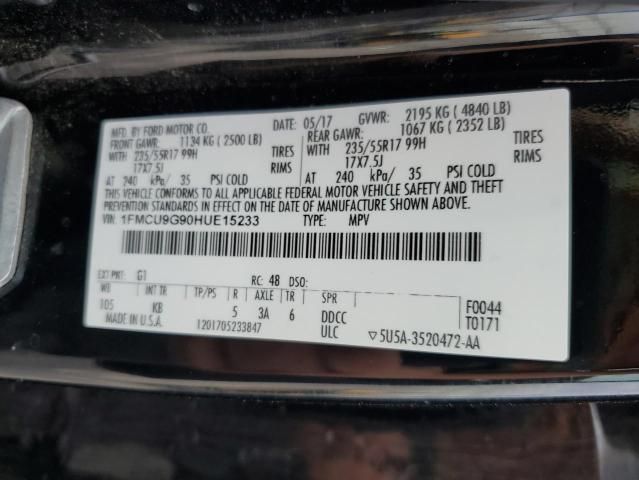 MFD. BY FORD MOTOR CO. DATE: 05/17 GVWR: 2195 KG ( 4840 LB)
FRONT GAWR: 1134 KG ( 2500 LB) REAR GAWR: 1067 KG ( 2352 LB)
WITH 235/55R17 99H TIRES WITH 235/55R17 99H TIRES
17X7.5J RIMS 17X7.5J RIMS
AT 240 kPa/ 35 PSI COLD AT 240 kPa/ 35 PSI COLD
THIS VEHICLE CONFORMS TO ALL APPLICABLE FEDERAL MOTOR VEHICLE SAFETY AND THEFT
PREVENTION STANDARDS IN EFFECT ON THE DATE OF MANUFACTURE SHOWN ABOVE.
VIN: 1FMCU9G90HUE15233 TYPE: MPV
EXT PNT: G1 RC: 48 DSO:
WB INT TR TP/PS R AXLE TR SPR F0044
105 KB 5 3A 6 DDCC T0171
MADE IN U.S.A. 1201705233847 ULC ▽5U5A-3520472-AA